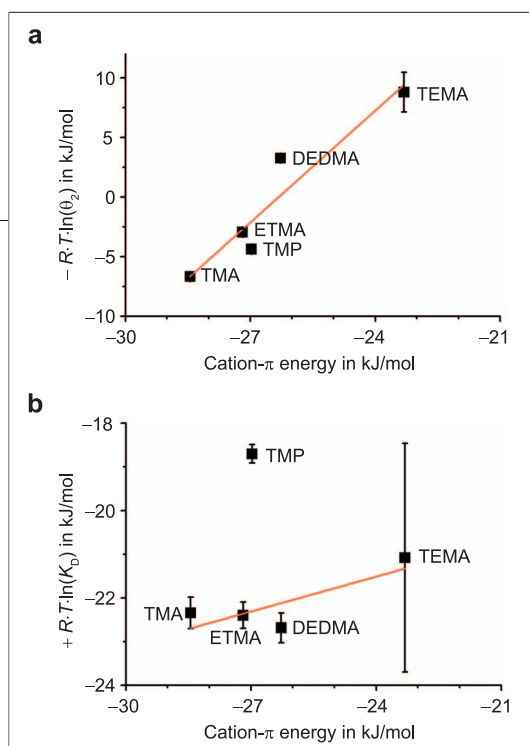 a
− R·T·ln(θ₂) in kJ/mol
10
5
0
−5
−10
TEMA
DEDMA
ETMA
TMP
TMA
−30
−27
−24
−21
Cation-π energy in kJ/mol
b
+ R·T·ln(K_D) in kJ/mol
−18
−20
−22
−24
TMP
TEMA
TMA
ETMA
DEDMA
−30
−27
−24
−21
Cation-π energy in kJ/mol